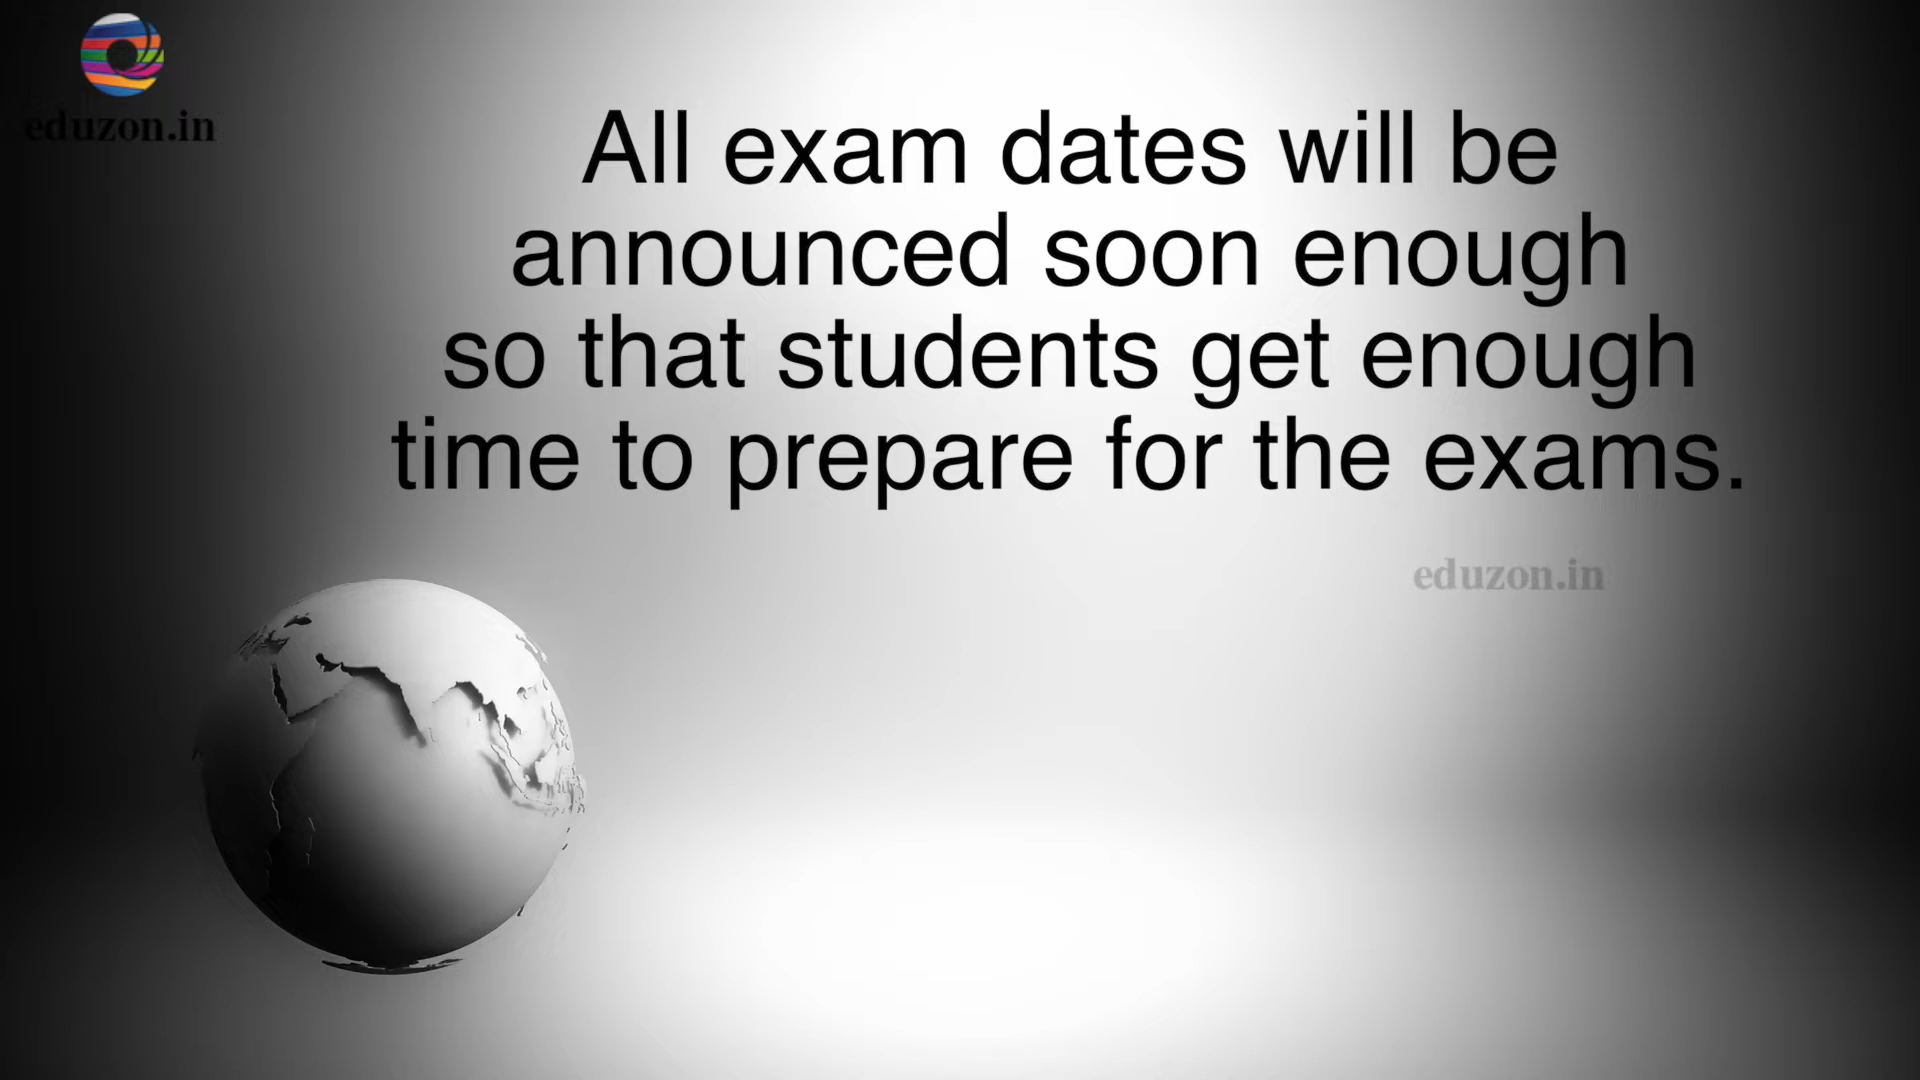 eduzon.in
All exam dates will be
announced soon enough
so that students get enough
time to prepare for the exams.
eduzon.in